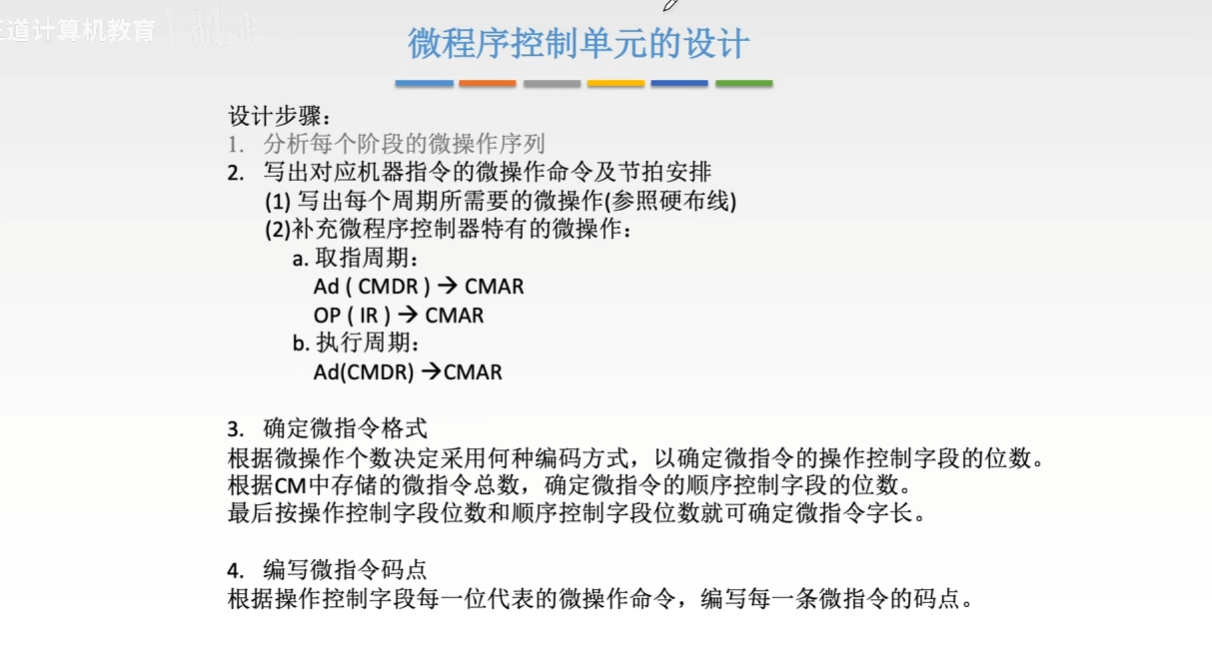 道计算机教育
微程序控制单元的设计
设计步骤：
1. 分析每个阶段的微操作序列
2. 写出对应机器指令的微操作命令及节拍安排
(1) 写出每个周期所需要的微操作(参照硬布线)
(2)补充微程序控制器特有的微操作：
a. 取指周期：
Ad ( CMDR ) → CMAR
OP ( IR ) → CMAR
b. 执行周期：
Ad(CMDR) →CMAR
3. 确定微指令格式
根据微操作个数决定采用何种编码方式，以确定微指令的操作控制字段的位数。
根据CM中存储的微指令总数，确定微指令的顺序控制字段的位数。
最后按操作控制字段位数和顺序控制字段位数就可确定微指令字长。
4. 编写微指令码点
根据操作控制字段每一位代表的微操作命令，编写每一条微指令的码点。